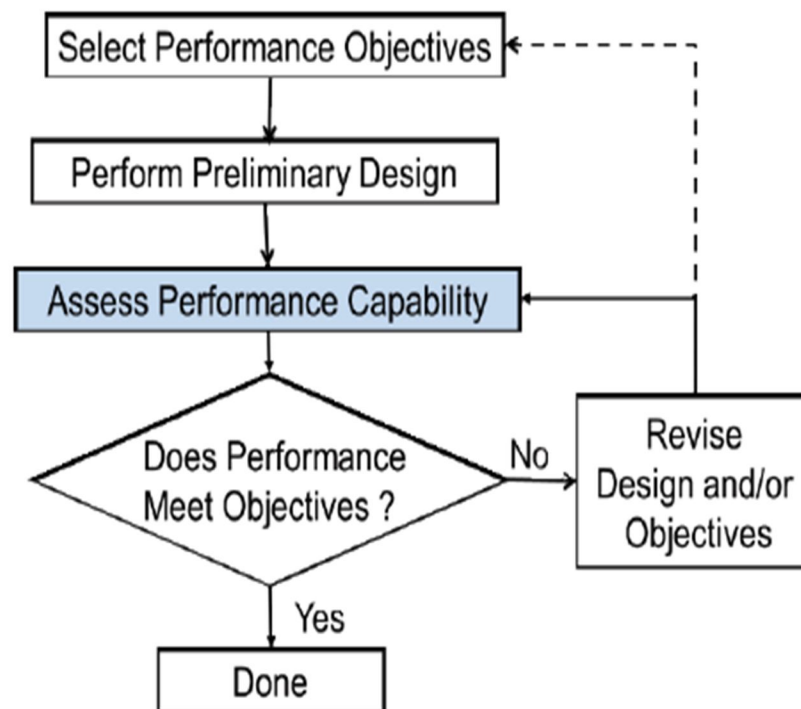 Select Performance Objectives
Perform Preliminary Design
Assess Performance Capability
Does Performance
Meet Objectives ?
No
Revise
Design and/or
Objectives
Yes
Done